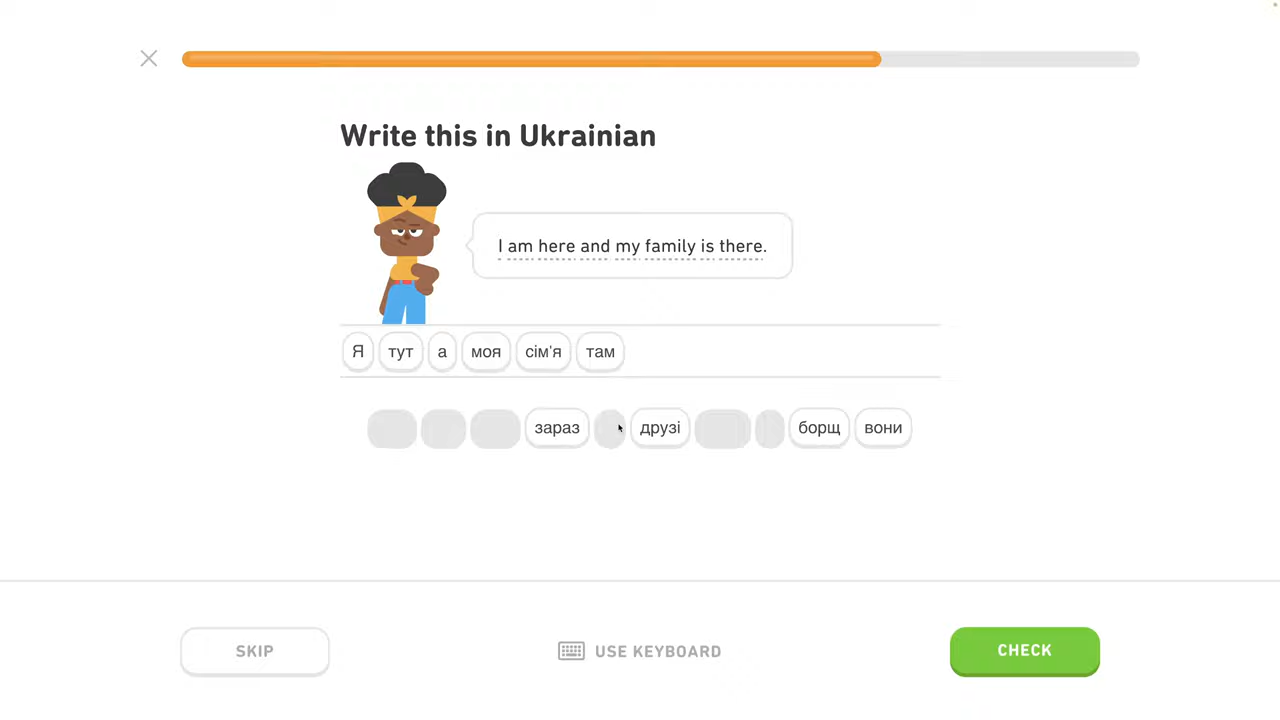 Write this in Ukrainian
I am here and my family is there.
Я тут а моя сім'я там
зараз друзі борщ вони
SKIP USE KEYBOARD CHECK